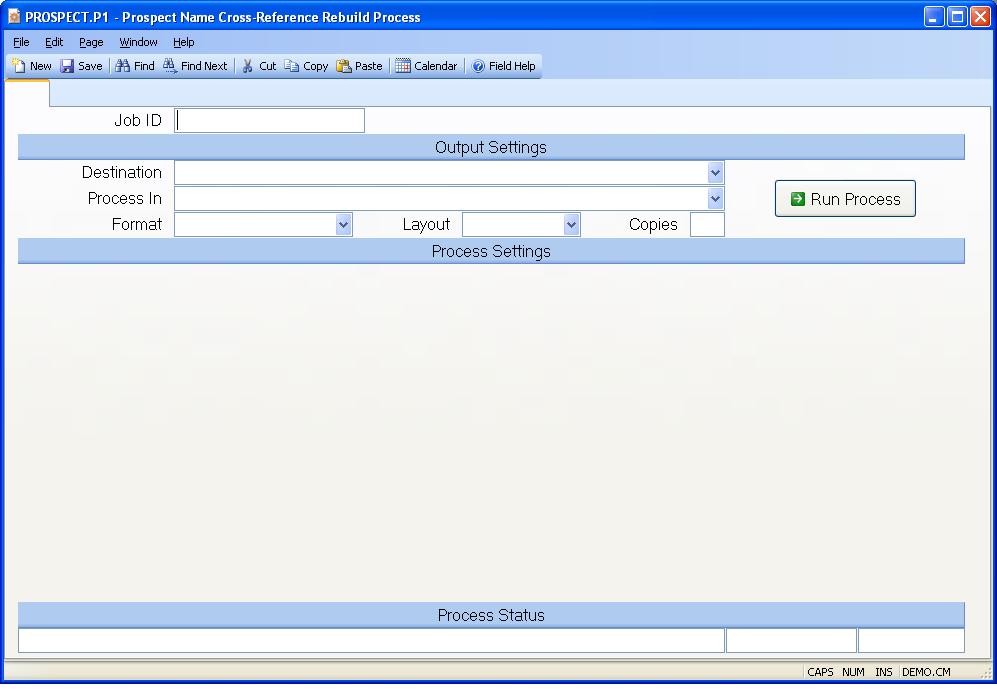 PROSPECT.P1 - Prospect Name Cross-Reference Rebuild Process
File Edit Page Window Help
New Save Find Find Next Cut Copy Paste Calendar Field Help
Job ID
Output Settings
Destination
Process In
Run Process
Format Layout Copies
Process Settings
Process Status
CAPS NUM INS DEMO.CM